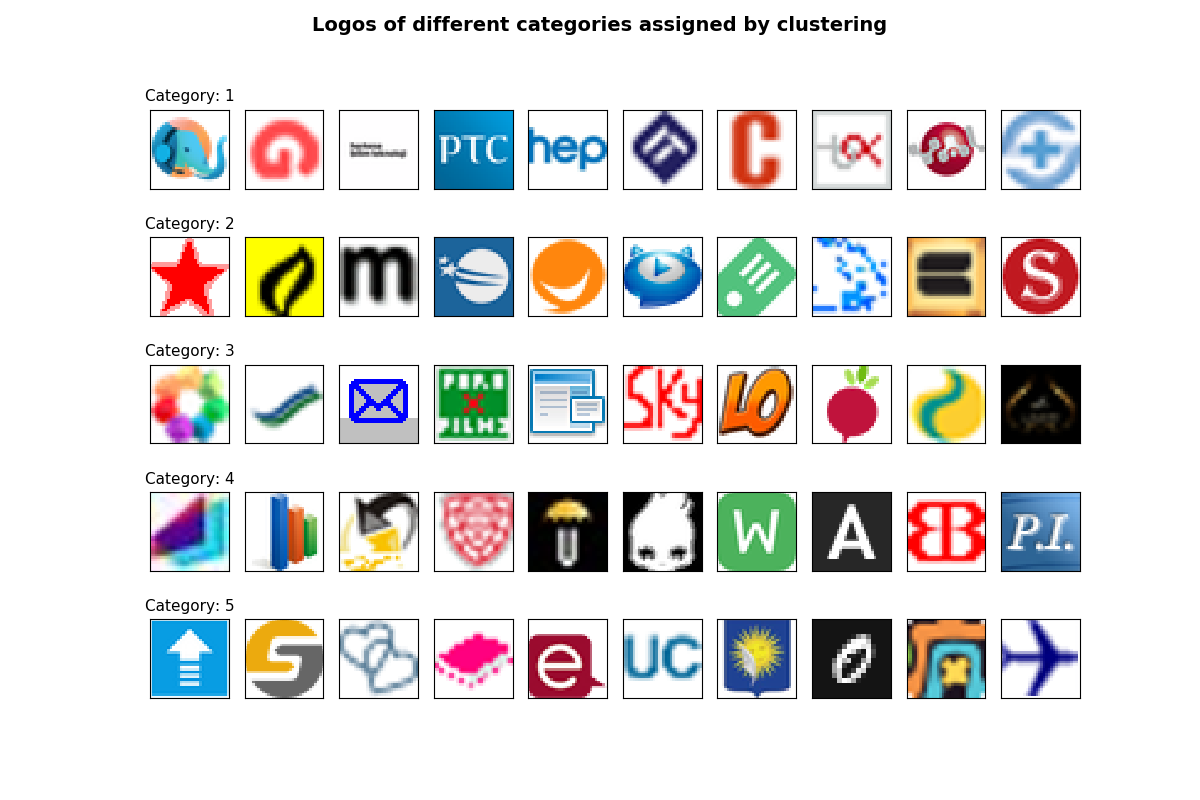 Logos of different categories assigned by clustering
Category: 1
PTC
hep
C
Category: 2
m
S
Category: 3
Sky
LO
Category: 4
W
A
P.I.
Category: 5
S
e
UC